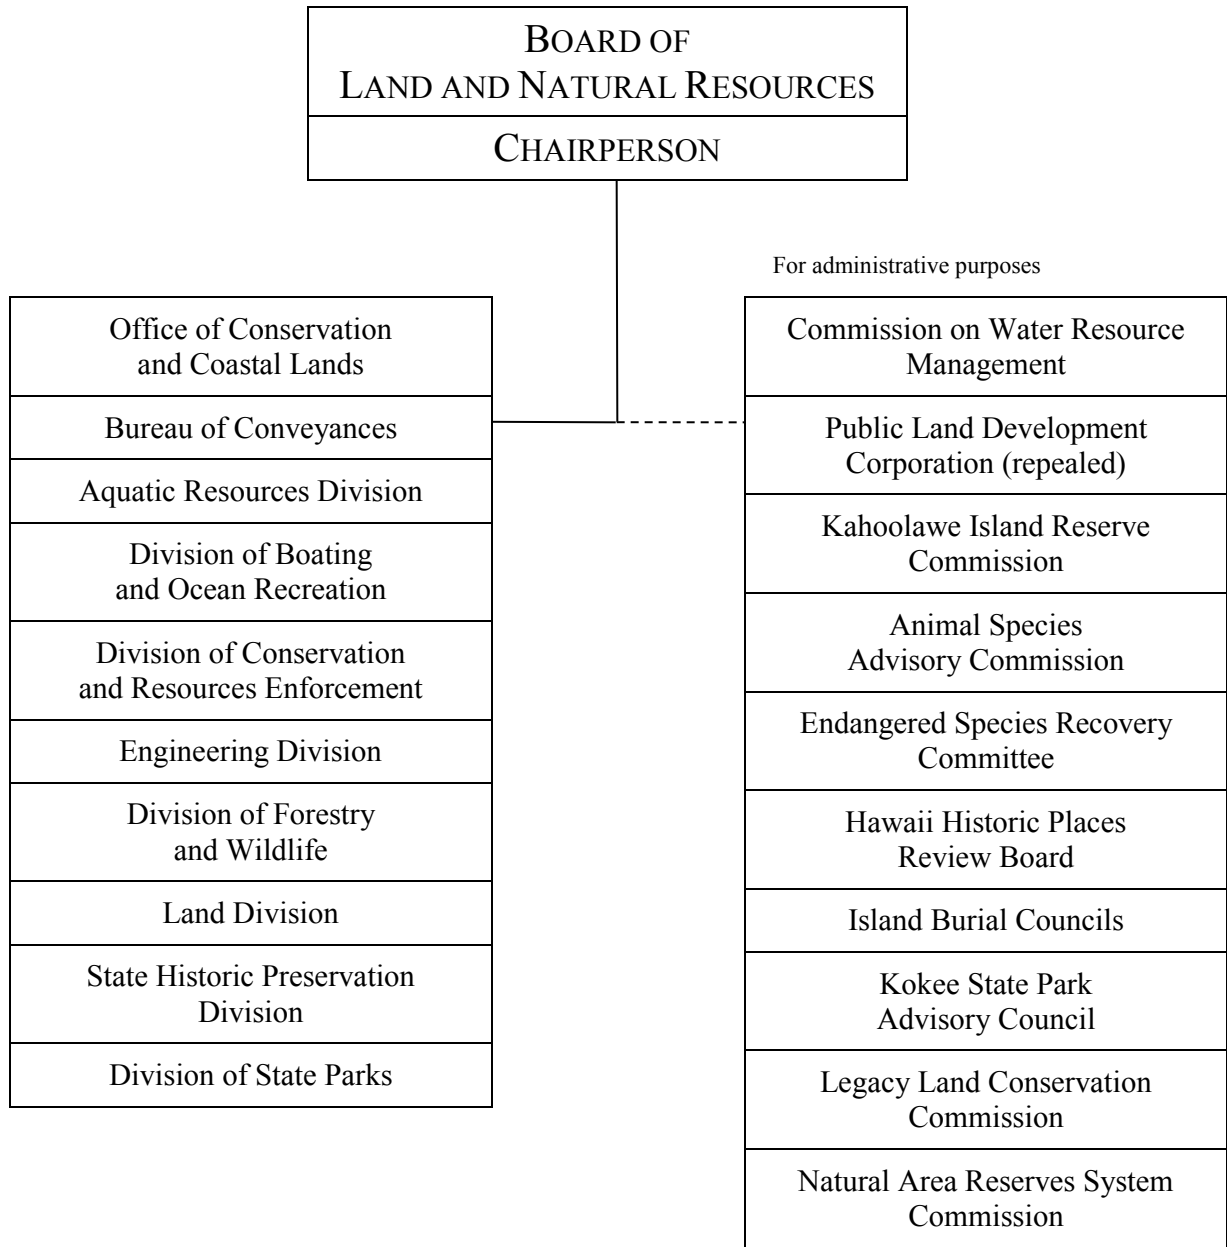 BOARD OF
LAND AND NATURAL RESOURCES
CHAIRPERSON
For administrative purposes
Office of Conservation
and Coastal Lands
Bureau of Conveyances
Aquatic Resources Division
Division of Boating
and Ocean Recreation
Division of Conservation
and Resources Enforcement
Engineering Division
Division of Forestry
and Wildlife
Land Division
State Historic Preservation
Division
Division of State Parks
Commission on Water Resource
Management
Public Land Development
Corporation (repealed)
Kahoolawe Island Reserve
Commission
Animal Species
Advisory Commission
Endangered Species Recovery
Committee
Hawaii Historic Places
Review Board
Island Burial Councils
Kokee State Park
Advisory Council
Legacy Land Conservation
Commission
Natural Area Reserves System
Commission